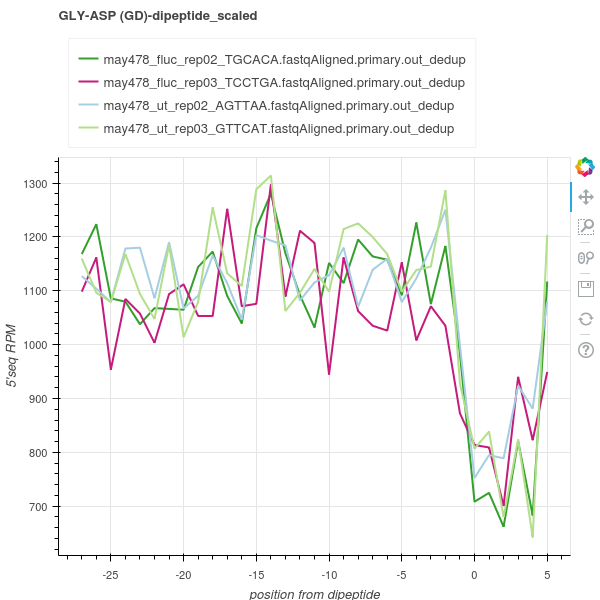 GLY-ASP (GD)-dipeptide_scaled
may478_fluc_rep02_TGCACA.fastqAligned.primary.out_dedup
may478_fluc_rep03_TCCTGA.fastqAligned.primary.out_dedup
may478_ut_rep02_AGTTAA.fastqAligned.primary.out_dedup
may478_ut_rep03_GTTCAT.fastqAligned.primary.out_dedup
1300
1200
1100
1000
900
800
700
5'seq RPM
-25 -20 -15 -10 -5 0 5
position from dipeptide